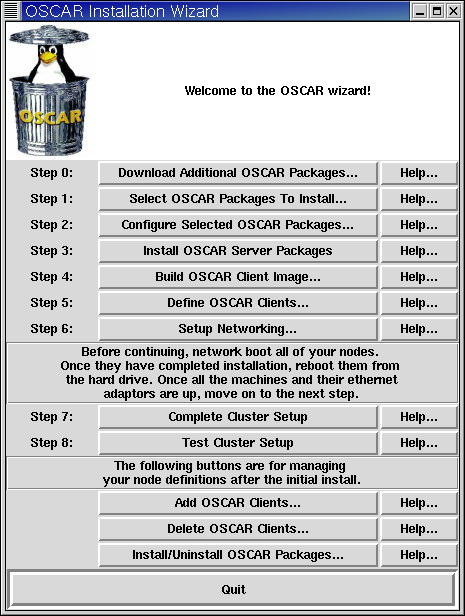 OSCAR Installation Wizard
OSCAR
Welcome to the OSCAR wizard!
Step 0: Download Additional OSCAR Packages... Help...
Step 1: Select OSCAR Packages To Install... Help...
Step 2: Configure Selected OSCAR Packages... Help...
Step 3: Install OSCAR Server Packages Help...
Step 4: Build OSCAR Client Image... Help...
Step 5: Define OSCAR Clients... Help...
Step 6: Setup Networking... Help...
Before continuing, network boot all of your nodes.
Once they have completed installation, reboot them from
the hard drive. Once all the machines and their ethernet
adaptors are up, move on to the next step.
Step 7: Complete Cluster Setup Help...
Step 8: Test Cluster Setup Help...
The following buttons are for managing
your node definitions after the initial install.
Add OSCAR Clients... Help...
Delete OSCAR Clients... Help...
Install/Uninstall OSCAR Packages... Help...
Quit